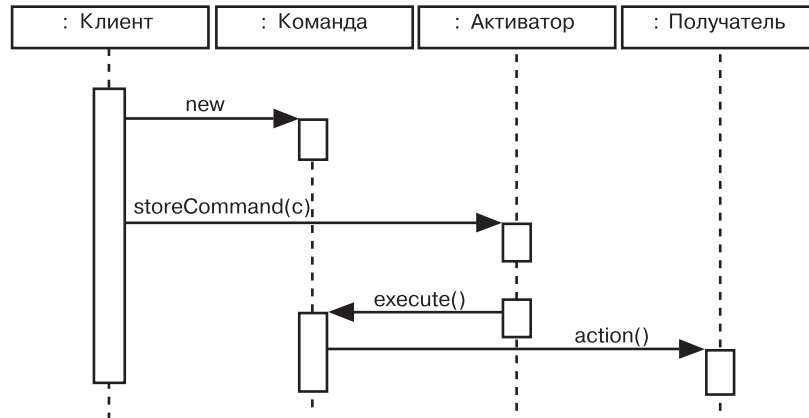 : Клиент
: Команда
: Активатор
: Получатель
new
storeCommand(c)
execute()
action()